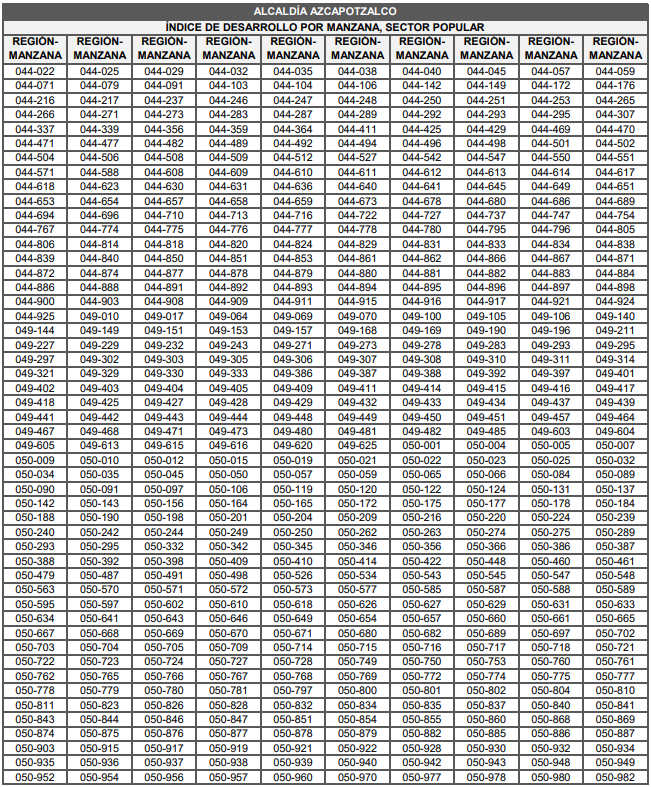 ALCALDÍA AZCAPOTZALCO
ÍNDICE DE DESARROLLO POR MANZANA, SECTOR POPULAR
REGIÓN- REGIÓN- REGIÓN- REGIÓN- REGIÓN- REGIÓN- REGIÓN- REGIÓN- REGIÓN- REGIÓN-
MANZANA MANZANA MANZANA MANZANA MANZANA MANZANA MANZANA MANZANA MANZANA MANZANA
044-022 044-025 044-029 044-032 044-035 044-038 044-040 044-045 044-057 044-059
044-071 044-079 044-091 044-103 044-104 044-106 044-142 044-149 044-172 044-176
044-216 044-217 044-237 044-246 044-247 044-248 044-250 044-251 044-253 044-265
044-266 044-271 044-273 044-283 044-287 044-289 044-292 044-293 044-295 044-307
044-337 044-339 044-356 044-359 044-364 044-411 044-425 044-429 044-469 044-470
044-471 044-477 044-482 044-489 044-492 044-494 044-496 044-498 044-501 044-502
044-504 044-506 044-508 044-509 044-512 044-527 044-542 044-547 044-550 044-551
044-571 044-588 044-608 044-609 044-610 044-611 044-612 044-613 044-614 044-617
044-618 044-623 044-630 044-631 044-636 044-640 044-641 044-645 044-649 044-651
044-653 044-654 044-657 044-658 044-659 044-673 044-678 044-680 044-686 044-689
044-694 044-696 044-710 044-713 044-716 044-722 044-727 044-737 044-747 044-754
044-767 044-774 044-775 044-776 044-777 044-778 044-780 044-795 044-796 044-805
044-806 044-814 044-818 044-820 044-824 044-829 044-831 044-833 044-834 044-838
044-839 044-840 044-850 044-851 044-853 044-861 044-862 044-866 044-867 044-871
044-872 044-874 044-877 044-878 044-879 044-880 044-881 044-882 044-883 044-884
044-886 044-888 044-891 044-892 044-893 044-894 044-895 044-896 044-897 044-898
044-900 044-903 044-908 044-909 044-911 044-915 044-916 044-917 044-921 044-924
044-925 049-010 049-017 049-064 049-069 049-070 049-100 049-105 049-106 049-140
049-144 049-149 049-151 049-153 049-157 049-168 049-169 049-190 049-196 049-211
049-227 049-229 049-232 049-243 049-271 049-273 049-278 049-283 049-293 049-295
049-297 049-302 049-303 049-305 049-306 049-307 049-308 049-310 049-311 049-314
049-321 049-329 049-330 049-333 049-386 049-387 049-388 049-392 049-397 049-401
049-402 049-403 049-404 049-405 049-409 049-411 049-414 049-415 049-416 049-417
049-418 049-425 049-427 049-428 049-429 049-432 049-433 049-434 049-437 049-439
049-441 049-442 049-443 049-444 049-448 049-449 049-450 049-451 049-457 049-464
049-467 049-468 049-471 049-473 049-480 049-481 049-482 049-485 049-603 049-604
049-605 049-613 049-615 049-616 049-620 049-625 050-001 050-004 050-005 050-007
050-009 050-010 050-012 050-015 050-019 050-021 050-022 050-023 050-025 050-032
050-034 050-035 050-045 050-050 050-057 050-059 050-065 050-066 050-084 050-089
050-090 050-091 050-097 050-106 050-119 050-120 050-122 050-124 050-131 050-137
050-142 050-143 050-156 050-164 050-165 050-172 050-175 050-177 050-178 050-184
050-188 050-190 050-198 050-201 050-204 050-209 050-216 050-220 050-224 050-239
050-240 050-242 050-244 050-249 050-250 050-262 050-263 050-274 050-275 050-289
050-293 050-295 050-332 050-342 050-345 050-346 050-356 050-366 050-386 050-387
050-388 050-392 050-398 050-409 050-410 050-414 050-422 050-448 050-460 050-461
050-479 050-487 050-491 050-498 050-526 050-534 050-543 050-545 050-547 050-548
050-563 050-570 050-571 050-572 050-573 050-577 050-585 050-587 050-588 050-589
050-595 050-597 050-602 050-610 050-618 050-626 050-627 050-629 050-631 050-633
050-634 050-641 050-643 050-646 050-649 050-654 050-657 050-660 050-661 050-665
050-667 050-668 050-669 050-670 050-671 050-680 050-682 050-689 050-697 050-702
050-703 050-704 050-705 050-709 050-714 050-715 050-716 050-717 050-718 050-721
050-722 050-723 050-724 050-727 050-728 050-749 050-750 050-753 050-760 050-761
050-762 050-765 050-766 050-767 050-768 050-769 050-772 050-774 050-775 050-777
050-778 050-779 050-780 050-781 050-797 050-800 050-801 050-802 050-804 050-810
050-811 050-823 050-826 050-828 050-832 050-834 050-835 050-837 050-840 050-841
050-843 050-844 050-846 050-847 050-851 050-854 050-855 050-860 050-868 050-869
050-874 050-875 050-876 050-877 050-878 050-879 050-882 050-885 050-886 050-887
050-903 050-915 050-917 050-919 050-921 050-922 050-928 050-930 050-932 050-934
050-935 050-936 050-937 050-938 050-939 050-940 050-942 050-943 050-948 050-949
050-952 050-954 050-956 050-957 050-960 050-970 050-977 050-978 050-980 050-982